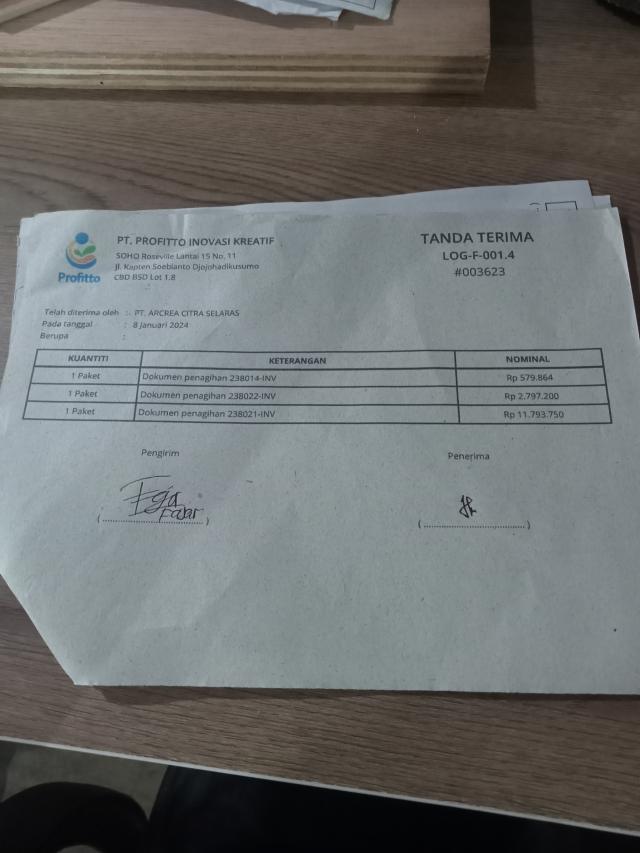 Profitto
PT. PROFITTO INOVASI KREATIF
SOHO Roseville Lantai 15 No. 11
Jl. Kapten Soebianto Djojohadikusumo
CBD BSD Lot 1.8
TANDA TERIMA
LOG-F-001.4
#003623
Telah diterima oleh : PT. ARCREA CITRA SELARAS
Pada tanggal : 8 Januari 2024
Berupa :
KUANTITI KETERANGAN NOMINAL
1 Paket Dokumen penagihan 238014-INV Rp 579.864
1 Paket Dokumen penagihan 238022-INV Rp 2.797.200
1 Paket Dokumen penagihan 238021-INV Rp 11.793.750
Pengirim Penerima
Fajar
(..............................) (..............................)